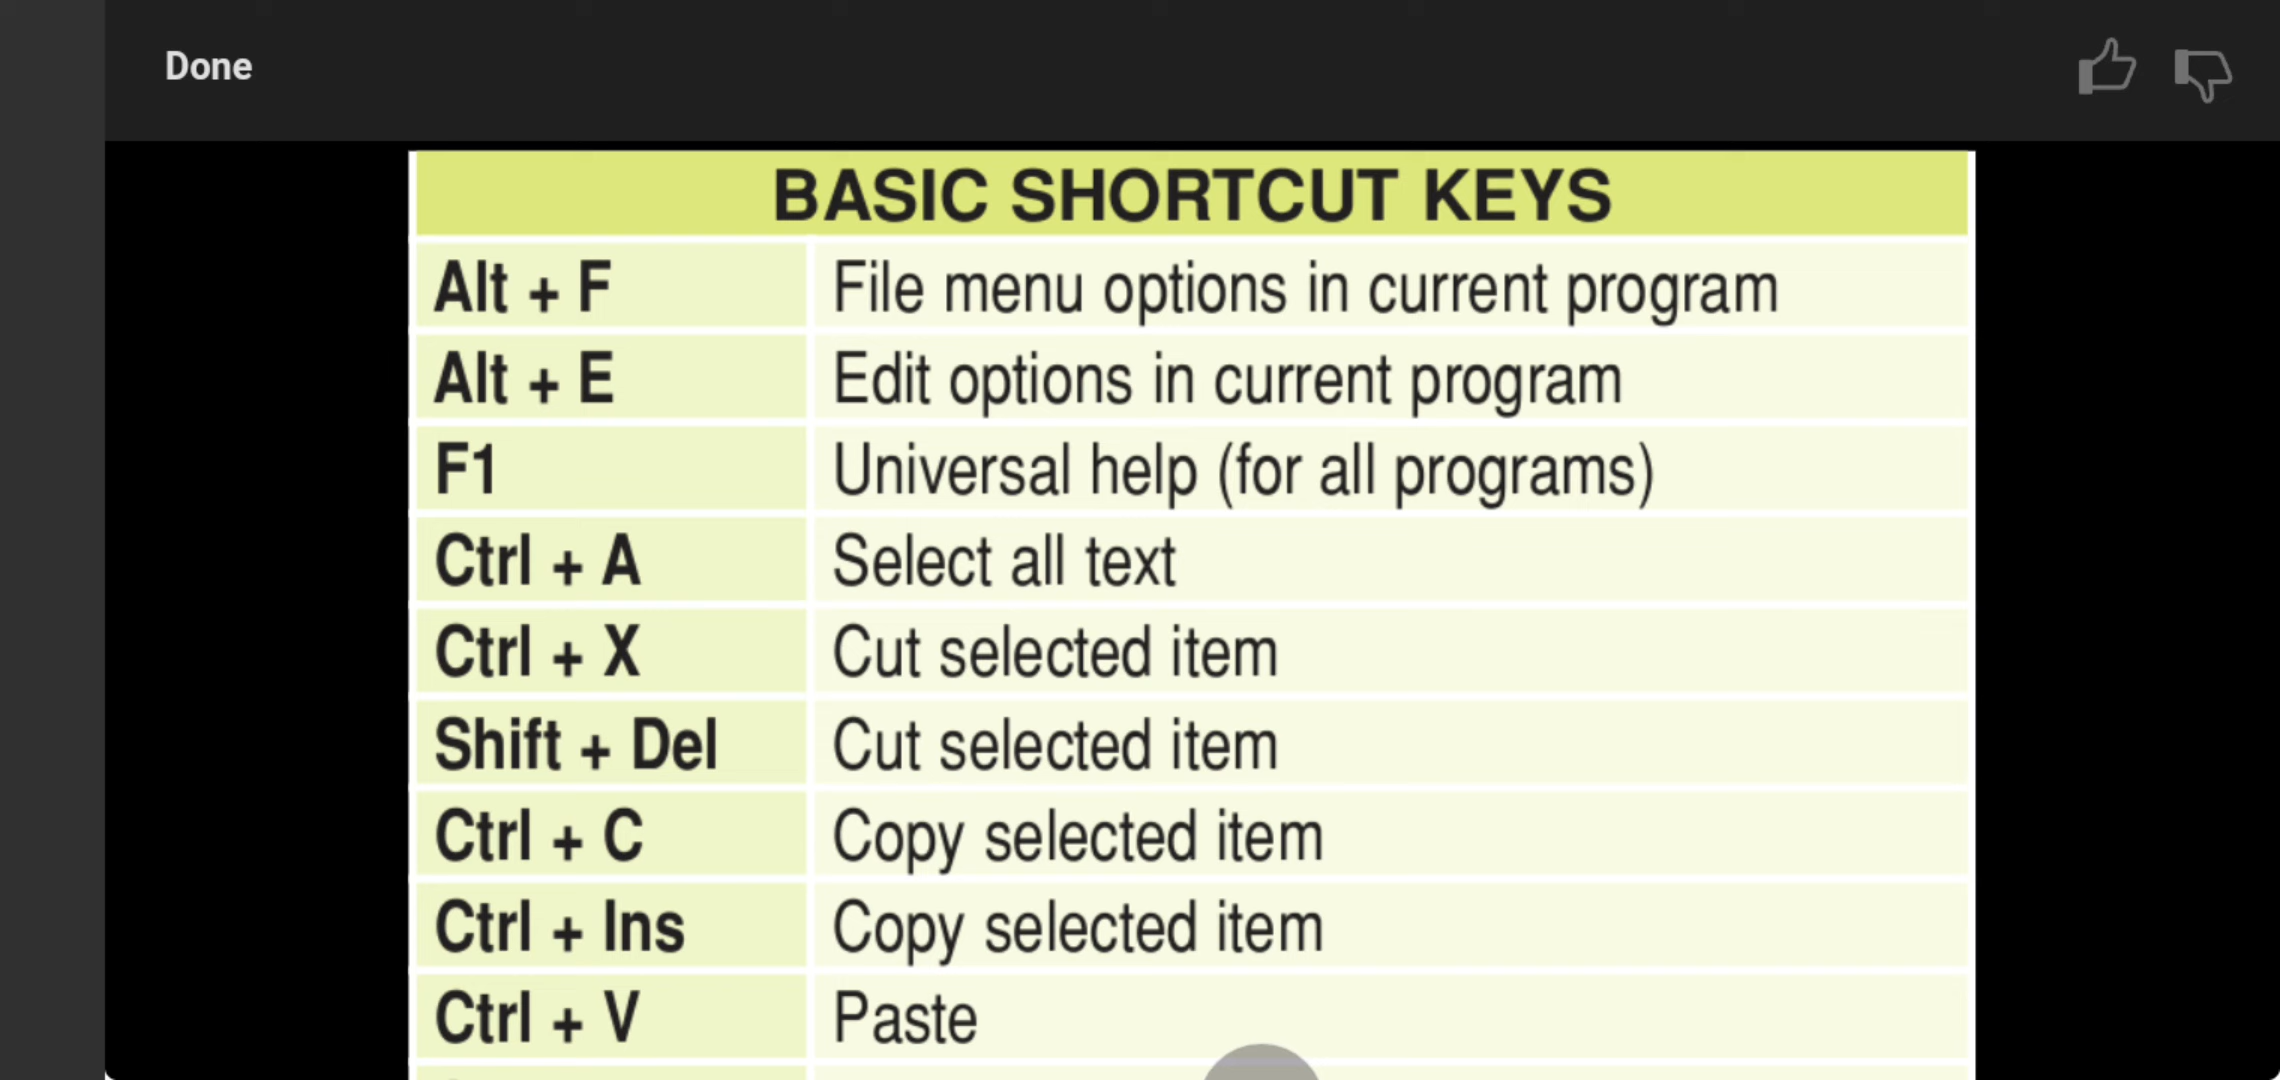 Done
BASIC SHORTCUT KEYS
Alt + F File menu options in current program
Alt + E Edit options in current program
F1 Universal help (for all programs)
Ctrl + A Select all text
Ctrl + X Cut selected item
Shift + Del Cut selected item
Ctrl + C Copy selected item
Ctrl + Ins Copy selected item
Ctrl + V Paste